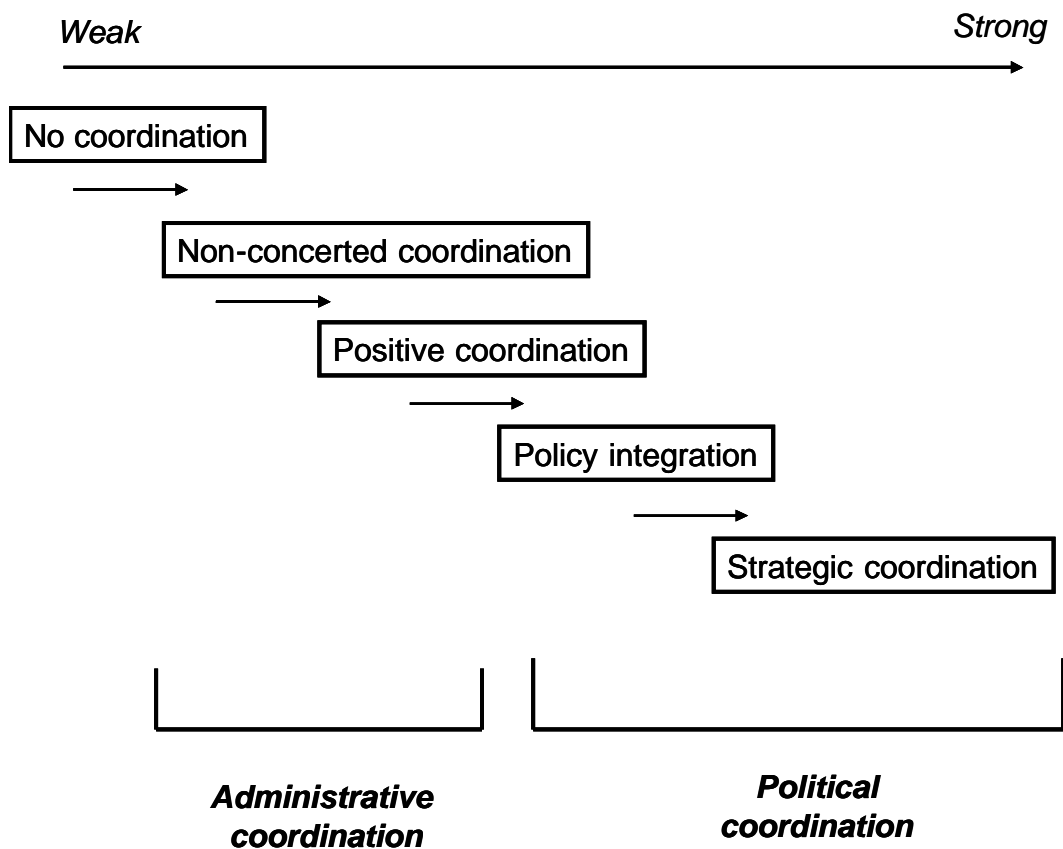 Weak
Strong
No coordination
Non-concerted coordination
Positive coordination
Policy integration
Strategic coordination
Administrative
coordination
Political
coordination